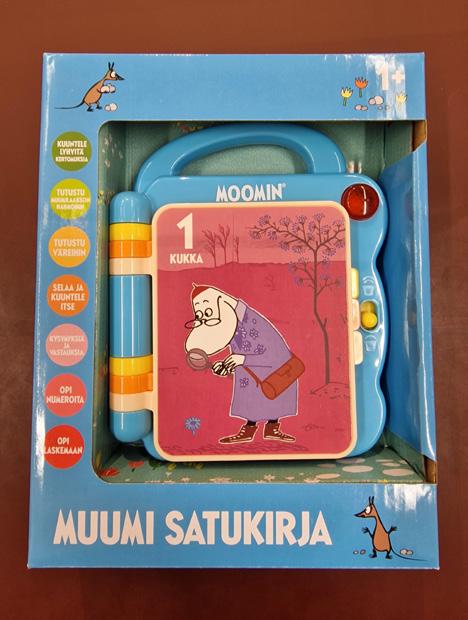 1+
KUUNTELE
LYHYITÄ
KERTOMUKSIA
TUTUSTU
MUUMILAAKSON
HAHMOIHIN
TUTUSTU
VÄREIHIN
SELAA JA
KUUNTELE
ITSE
KYSYMYKSIÄ
JA
VASTAUKSIA
OPI
NUMEROITA
OPI
LASKEMAAN
MOOMIN
1
KUKKA
MUUMI SATUKIRJA